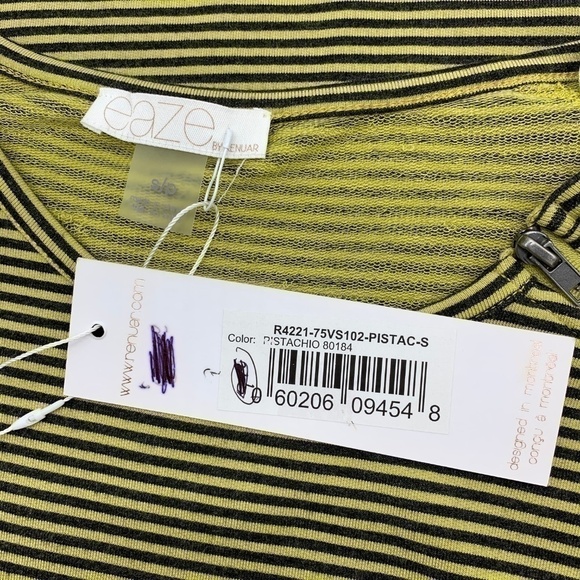 eaze
BY RENUAR
www.renuar.com
R4221-75VS102-PISTAC-S
Color: PISTACHIO 80184
60206 09454 8
designed in montreal
conçu à montréal